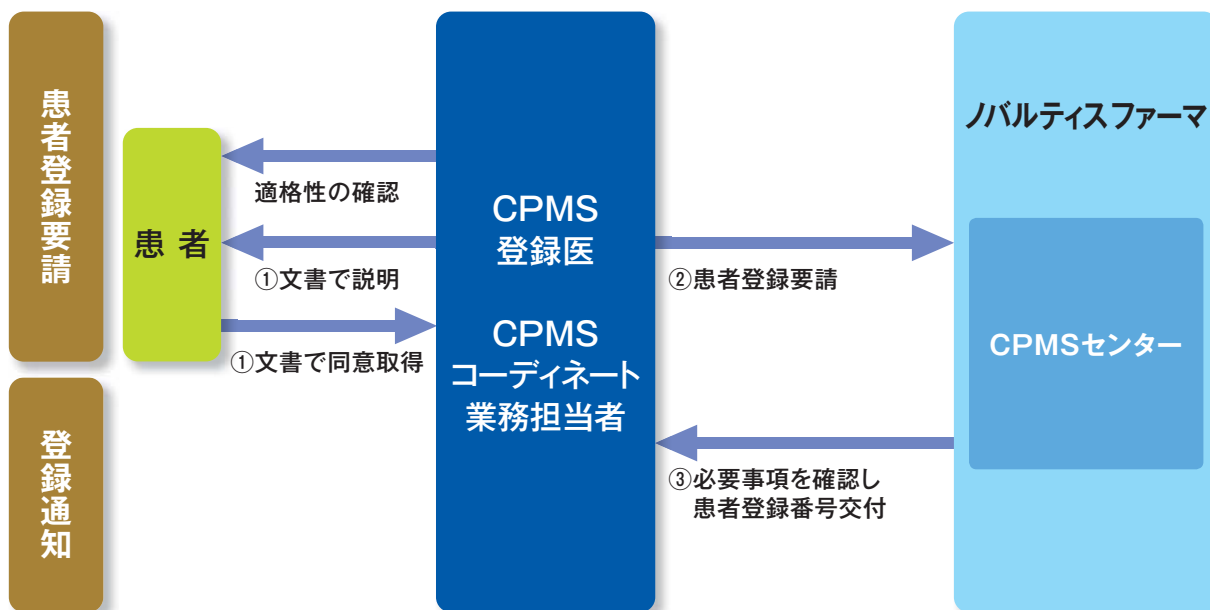 患者登録要請
患者
適格性の確認
①文書で説明
①文書で同意取得
CPMS
登録医
CPMS
コーディネート
業務担当者
②患者登録要請
ノバルティスファーマ
CPMSセンター
登録通知
③必要事項を確認し
患者登録番号交付